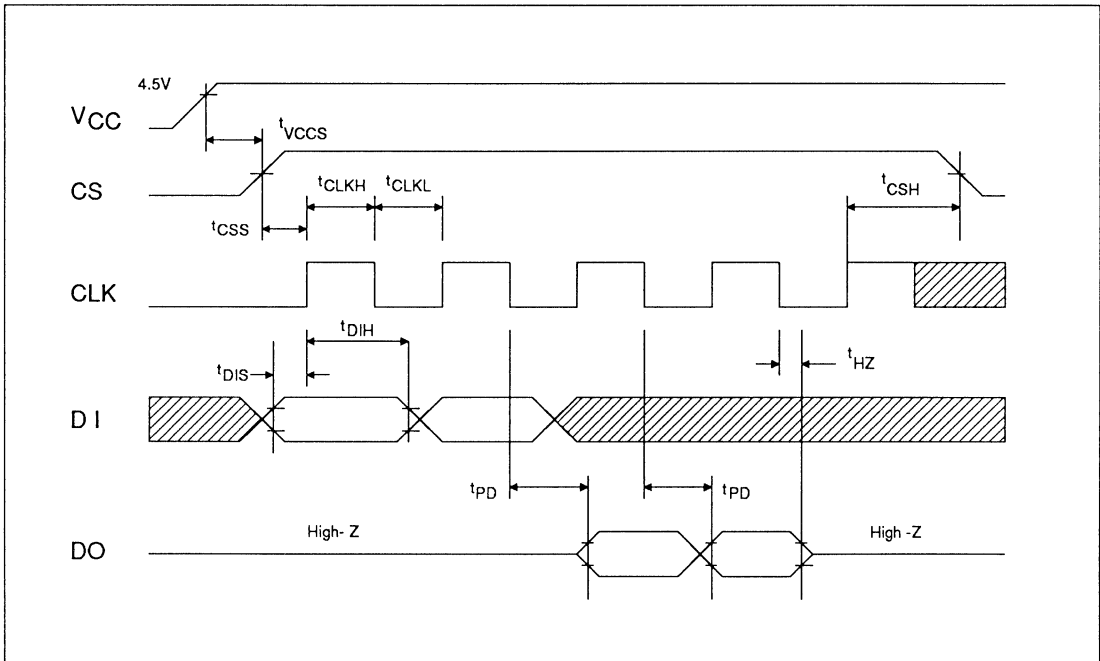 4.5V
VCC
tVCCS
CS
tCLKH tCLKL
tCSH
tCSS
CLK
tDIH
tHZ
tDIS
D I
tPD
tPD
High- Z
High -Z
DO